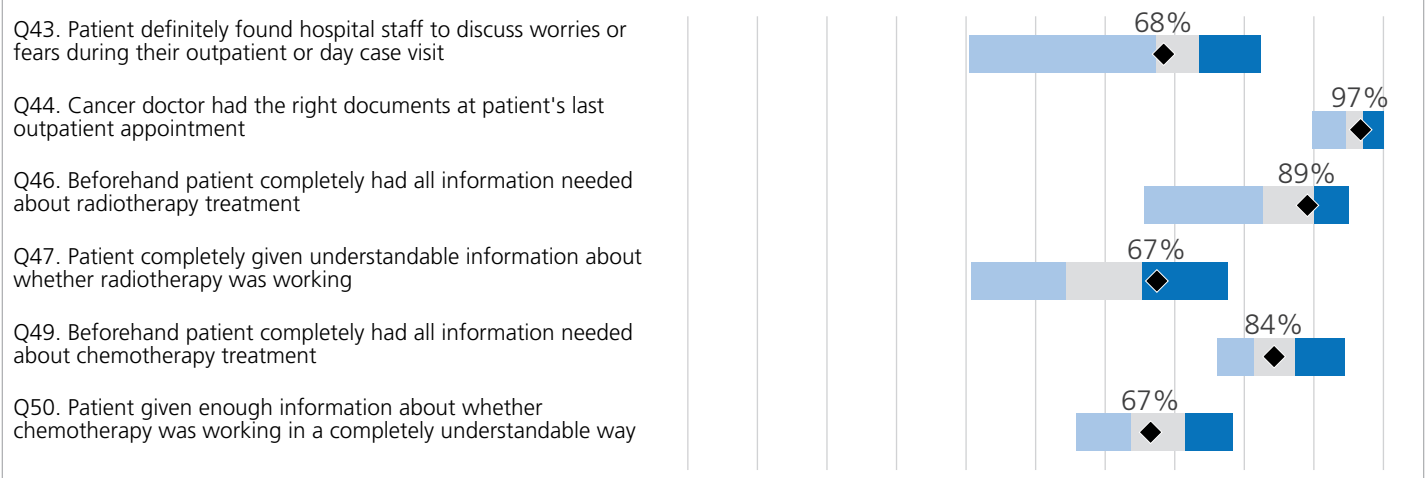 Q43. Patient definitely found hospital staff to discuss worries or
fears during their outpatient or day case visit
68%
Q44. Cancer doctor had the right documents at patient's last
outpatient appointment
97%
Q46. Beforehand patient completely had all information needed
about radiotherapy treatment
89%
Q47. Patient completely given understandable information about
whether radiotherapy was working
67%
Q49. Beforehand patient completely had all information needed
about chemotherapy treatment
84%
Q50. Patient given enough information about whether
chemotherapy was working in a completely understandable way
67%